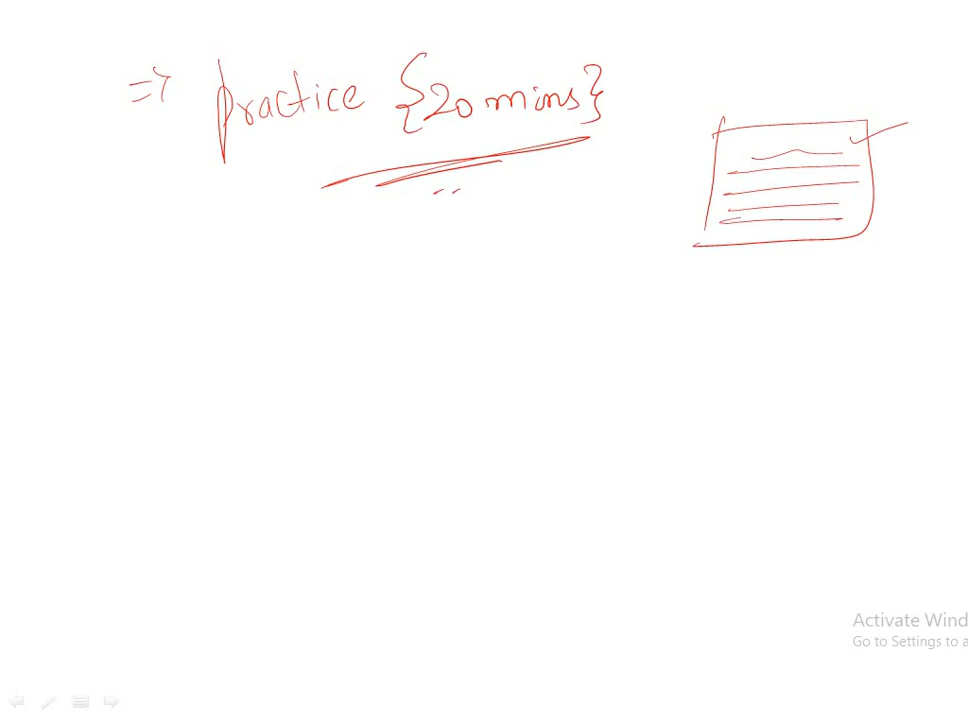 => practice {20 mins}
Activate Wind
Go to Settings to a